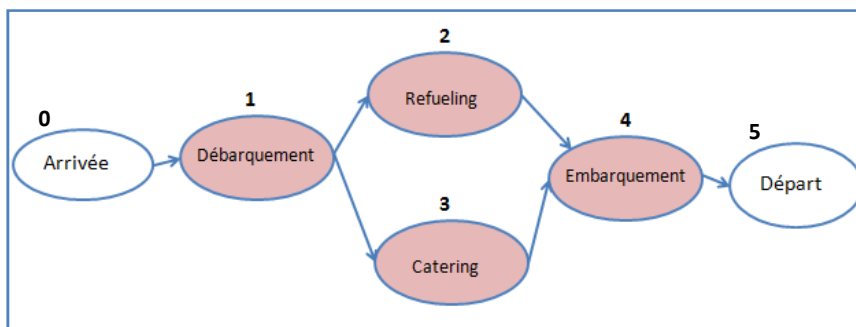 0
Arrivée
1
Débarquement
2
Refueling
3
Catering
4
Embarquement
5
Départ